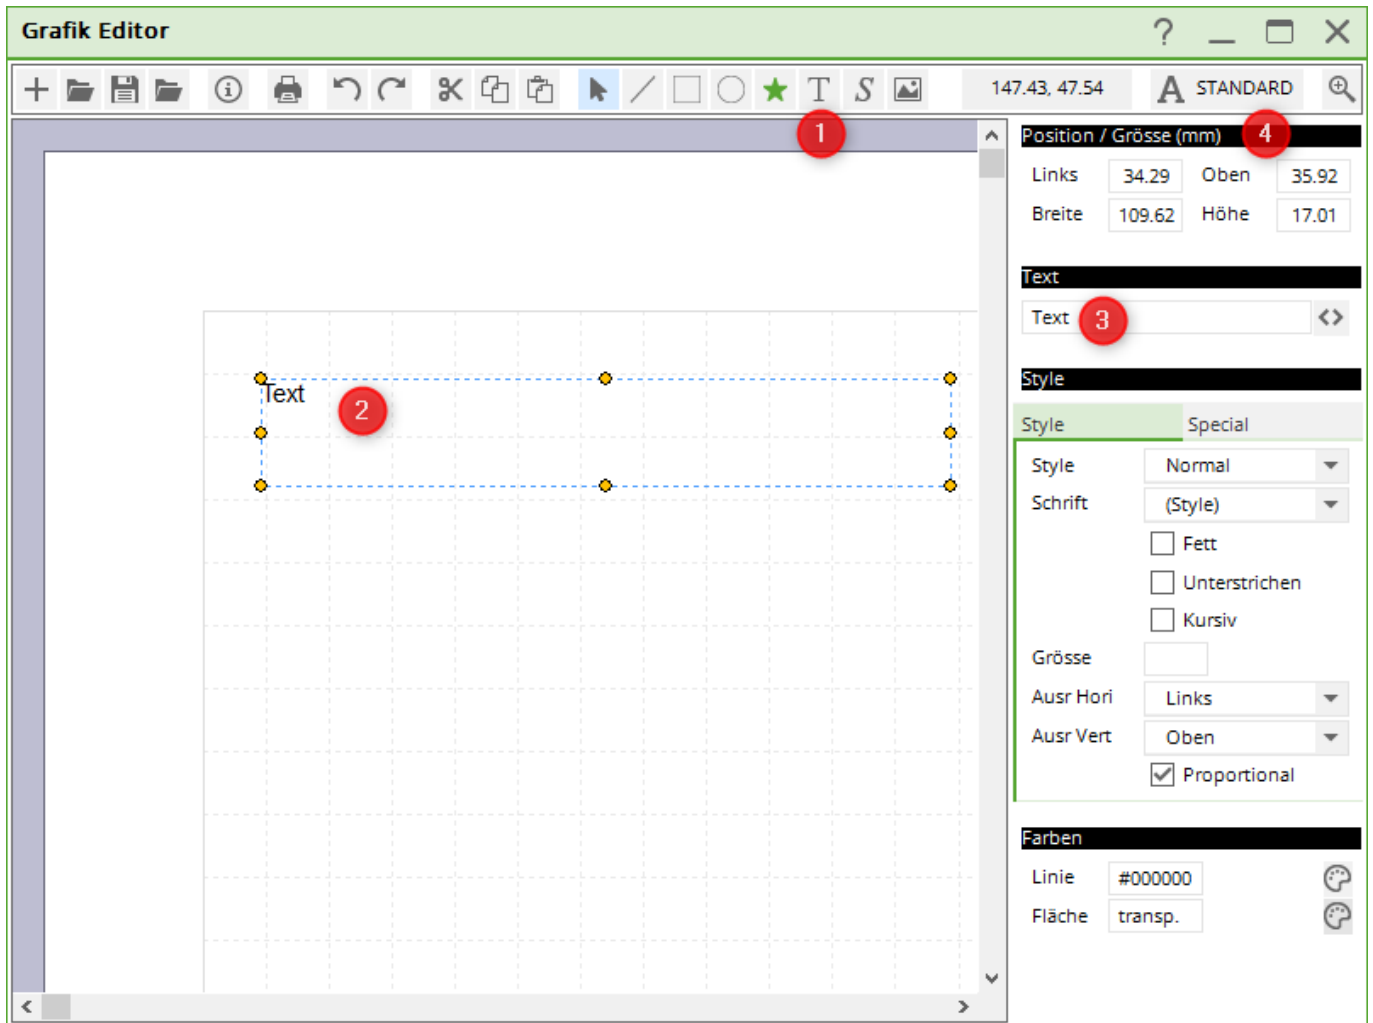 Grafik Editor
?
T S 147.43, 47.54 A STANDARD
1
Position / Grösse (mm) 4
Links 34.29 Oben 35.92
Breite 109.62 Höhe 17.01
Text
Text 3
Text 2
Style
Style Special
Style Normal
Schrift (Style)
Fett
Unterstrichen
Kursiv
Grösse
Ausr Hori Links
Ausr Vert Oben
Proportional
Farben
Linie #000000
Fläche transp.